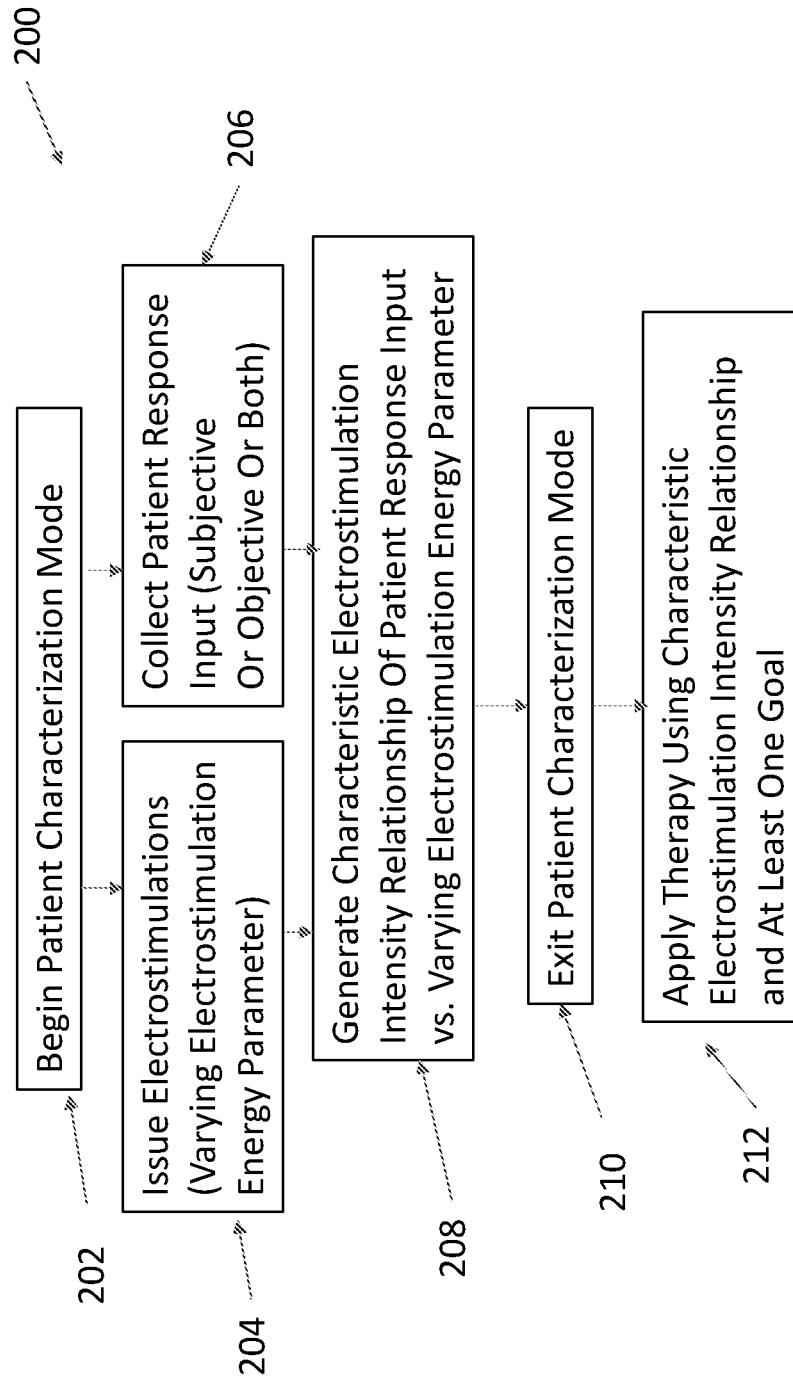 200
Begin Patient Characterization Mode
202
Issue Electrostimulations
(Varying Electrostimulation
Energy Parameter)
204
Collect Patient Response
Input (Subjective
Or Objective Or Both)
206
Generate Characteristic Electrostimulation
Intensity Relationship Of Patient Response Input
vs. Varying Electrostimulation Energy Parameter
208
Exit Patient Characterization Mode
210
Apply Therapy Using Characteristic
Electrostimulation Intensity Relationship
and At Least One Goal
212